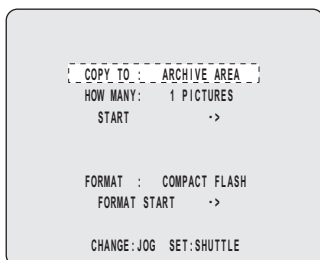 COPY TO : ARCHIVE AREA
HOW MANY: 1 PICTURES
START ->
FORMAT : COMPACT FLASH
FORMAT START ->
CHANGE:JOG SET:SHUTTLE